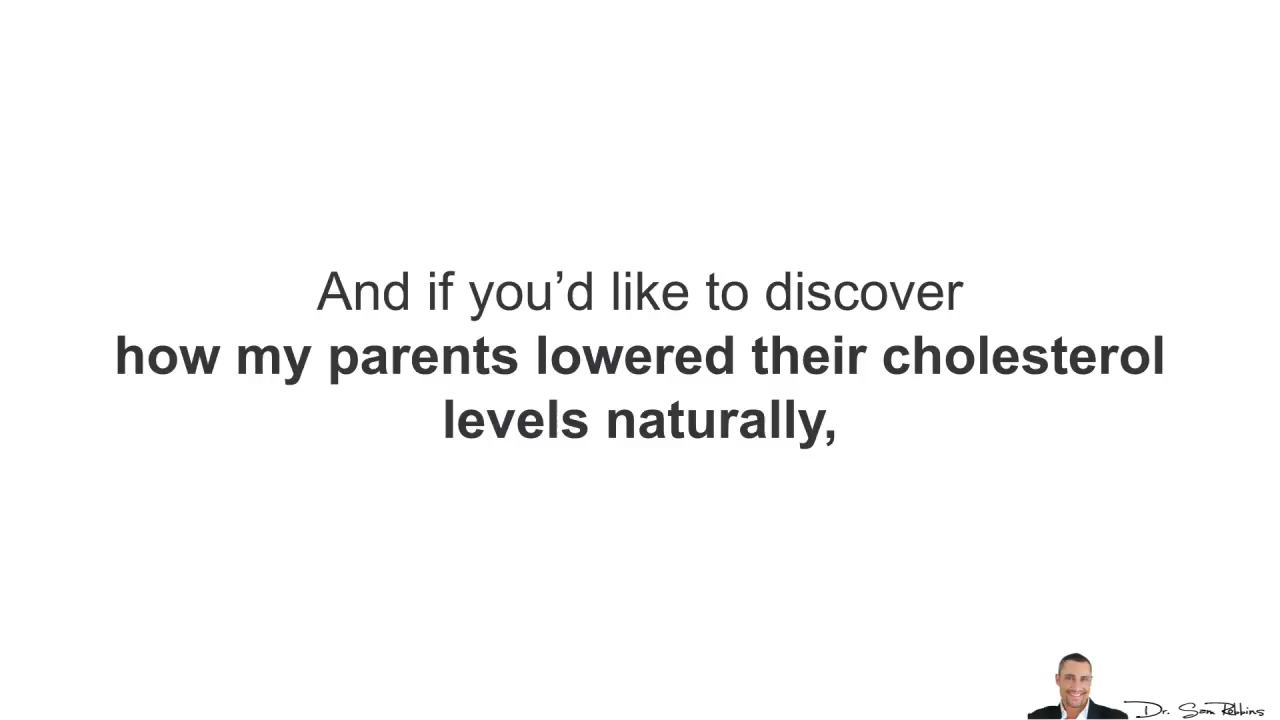 And if you’d like to discover
how my parents lowered their cholesterol
levels naturally,
Dr. Sam Robbins